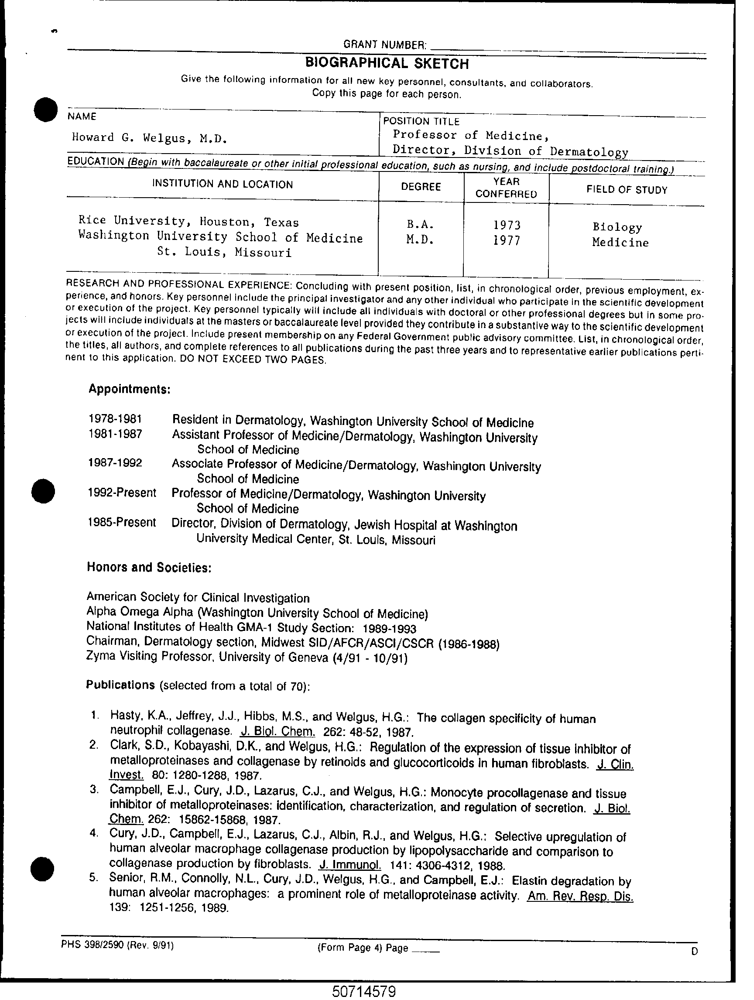 GRANT NUMBER:
BIOGRAPHICAL SKETCH
Give the following information for all new key personnel, consultants, and collaborators.
Copy this page for each person.
NAME
Howard G. Welgus, M.D.
POSITION TITLE
Professor of Medicine,
Director, Division of Dermatology
EDUCATION (Begin with baccalaureate or other initial professional education, such as nursing, and include postdoctoral training.)
INSTITUTION AND LOCATION
DEGREE
YEAR
CONFERRED
FIELD OF STUDY
Rice University, Houston, Texas B.A. 1973 Biology
Washington University School of Medicine M.D. 1977 Medicine
St. Louis, Missouri
RESEARCH AND PROFESSIONAL EXPERIENCE: Concluding with present position, list, in chronological order, previous employment, ex-
perience, and honors. Key personnel include the principal investigator and any other individual who participate in the scientific development
or execution of the project. Key personnel typically will include all individuals with doctoral or other professional degrees but in some pro-
jects will include individuals at the masters or baccalaureate level provided they contribute in a substantive way to the scientific development
or execution of the project. Include present membership on any Federal Government public advisory committee. List, in chronological order,
the titles, all authors, and complete references to all publications during the past three years and to representative earlier publications perti-
nent to this application. DO NOT EXCEED TWO PAGES.
Appointments:
1978-1981 Resident in Dermatology, Washington University School of Medicine
1981-1987 Assistant Professor of Medicine/Dermatology, Washington University
School of Medicine
1987-1992 Associate Professor of Medicine/Dermatology, Washington University
School of Medicine
1992-Present Professor of Medicine/Dermatology, Washington University
School of Medicine
1985-Present Director, Division of Dermatology, Jewish Hospital at Washington
University Medical Center, St. Louis, Missouri
Honors and Societies:
American Society for Clinical Investigation
Alpha Omega Alpha (Washington University School of Medicine)
National Institutes of Health GMA-1 Study Section: 1989-1993
Chairman, Dermatology section, Midwest SID/AFCR/ASCI/CSCR (1986-1988)
Zyma Visiting Professor, University of Geneva (4/91 - 10/91)
Publications (selected from a total of 70):
1. Hasty, K.A., Jeffrey, J.J., Hibbs, M.S., and Welgus, H.G.: The collagen specificity of human
neutrophil collagenase. J. Biol. Chem. 262: 48-52, 1987.
2. Clark, S.D., Kobayashi, D.K., and Welgus, H.G.: Regulation of the expression of tissue inhibitor of
metalloproteinases and collagenase by retinoids and glucocorticoids in human fibroblasts. J. Clin.
Invest. 80: 1280-1288, 1987.
3. Campbell, E.J., Cury, J.D., Lazarus, C.J., and Welgus, H.G.: Monocyte procollagenase and tissue
inhibitor of metalloproteinases: identification, characterization, and regulation of secretion. J. Biol.
Chem. 262: 15862-15868, 1987.
4. Cury, J.D., Campbell, E.J., Lazarus, C.J., Albin, R.J., and Welgus, H.G.: Selective upregulation of
human alveolar macrophage collagenase production by lipopolysaccharide and comparison to
collagenase production by fibroblasts. J. Immunol. 141: 4306-4312, 1988.
5. Senior, R.M., Connolly, N.L., Cury, J.D., Welgus, H.G., and Campbell, E.J.: Elastin degradation by
human alveolar macrophages: a prominent role of metalloproteinase activity. Am. Rev. Resp. Dis.
139: 1251-1256, 1989.
PHS 398/2590 (Rev. 9/91) (Form Page 4) Page D
50714579